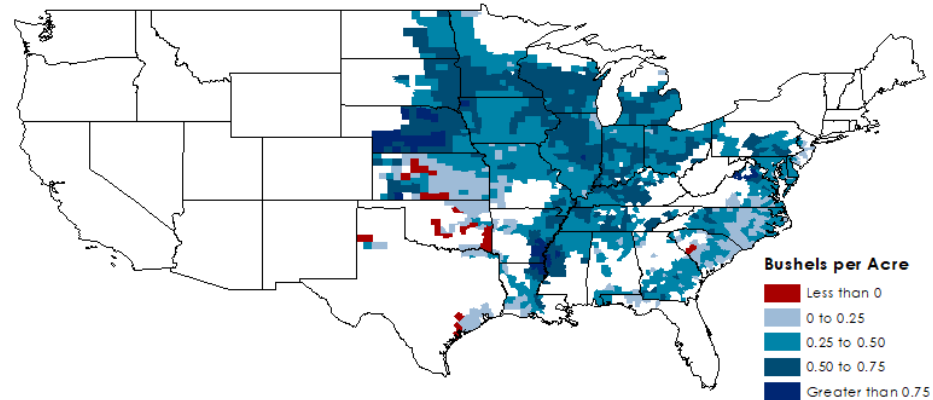 Bushels per Acre
Less than 0
0 to 0.25
0.25 to 0.50
0.50 to 0.75
Greater than 0.75